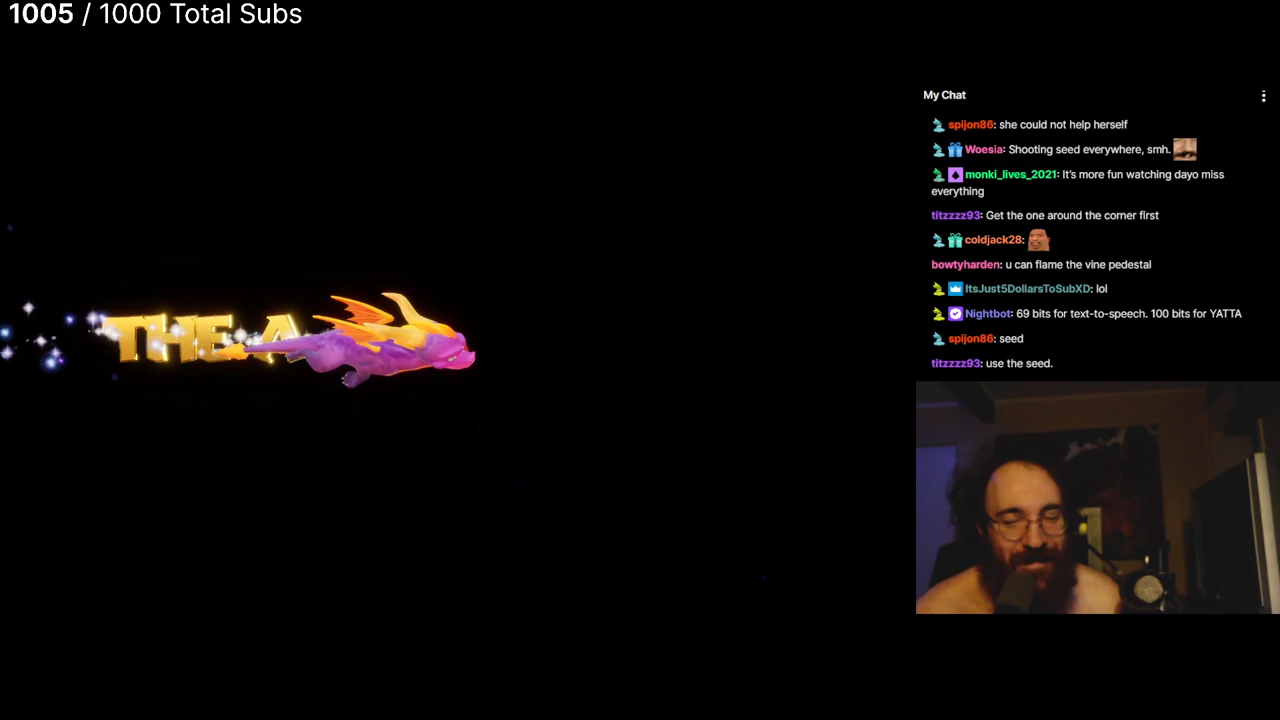 1005 / 1000 Total Subs
My Chat
spijon86: she could not help herself
Woesia: Shooting seed everywhere, smh.
monki_lives_2021: It's more fun watching dayo miss
everything
titzzzz93: Get the one around the corner first
coldjack28:
bowtyharden: u can flame the vine pedestal
ItsJust5DollarsToSubXD: lol
Nightbot: 69 bits for text-to-speech. 100 bits for YATTA
THE A
spijon86: seed
titzzzz93: use the seed.